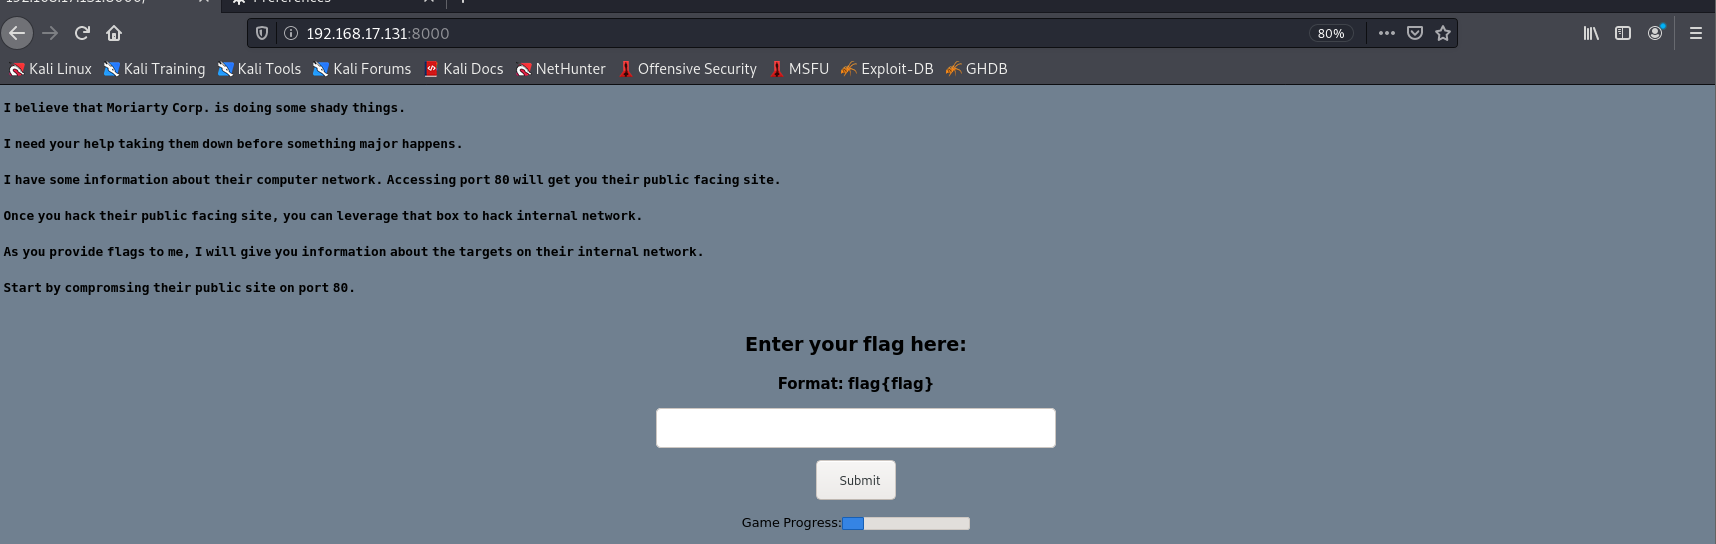 Preferences
192.168.17.131:8000
80%
Kali Linux Kali Training Kali Tools Kali Forums Kali Docs NetHunter Offensive Security MSFU Exploit-DB GHDB
I believe that Moriarty Corp. is doing some shady things.
I need your help taking them down before something major happens.
I have some information about their computer network. Accessing port 80 will get you their public facing site.
Once you hack their public facing site, you can leverage that box to hack internal network.
As you provide flags to me, I will give you information about the targets on their internal network.
Start by compromsing their public site on port 80.
Enter your flag here:
Format: flag{flag}
Submit
Game Progress: